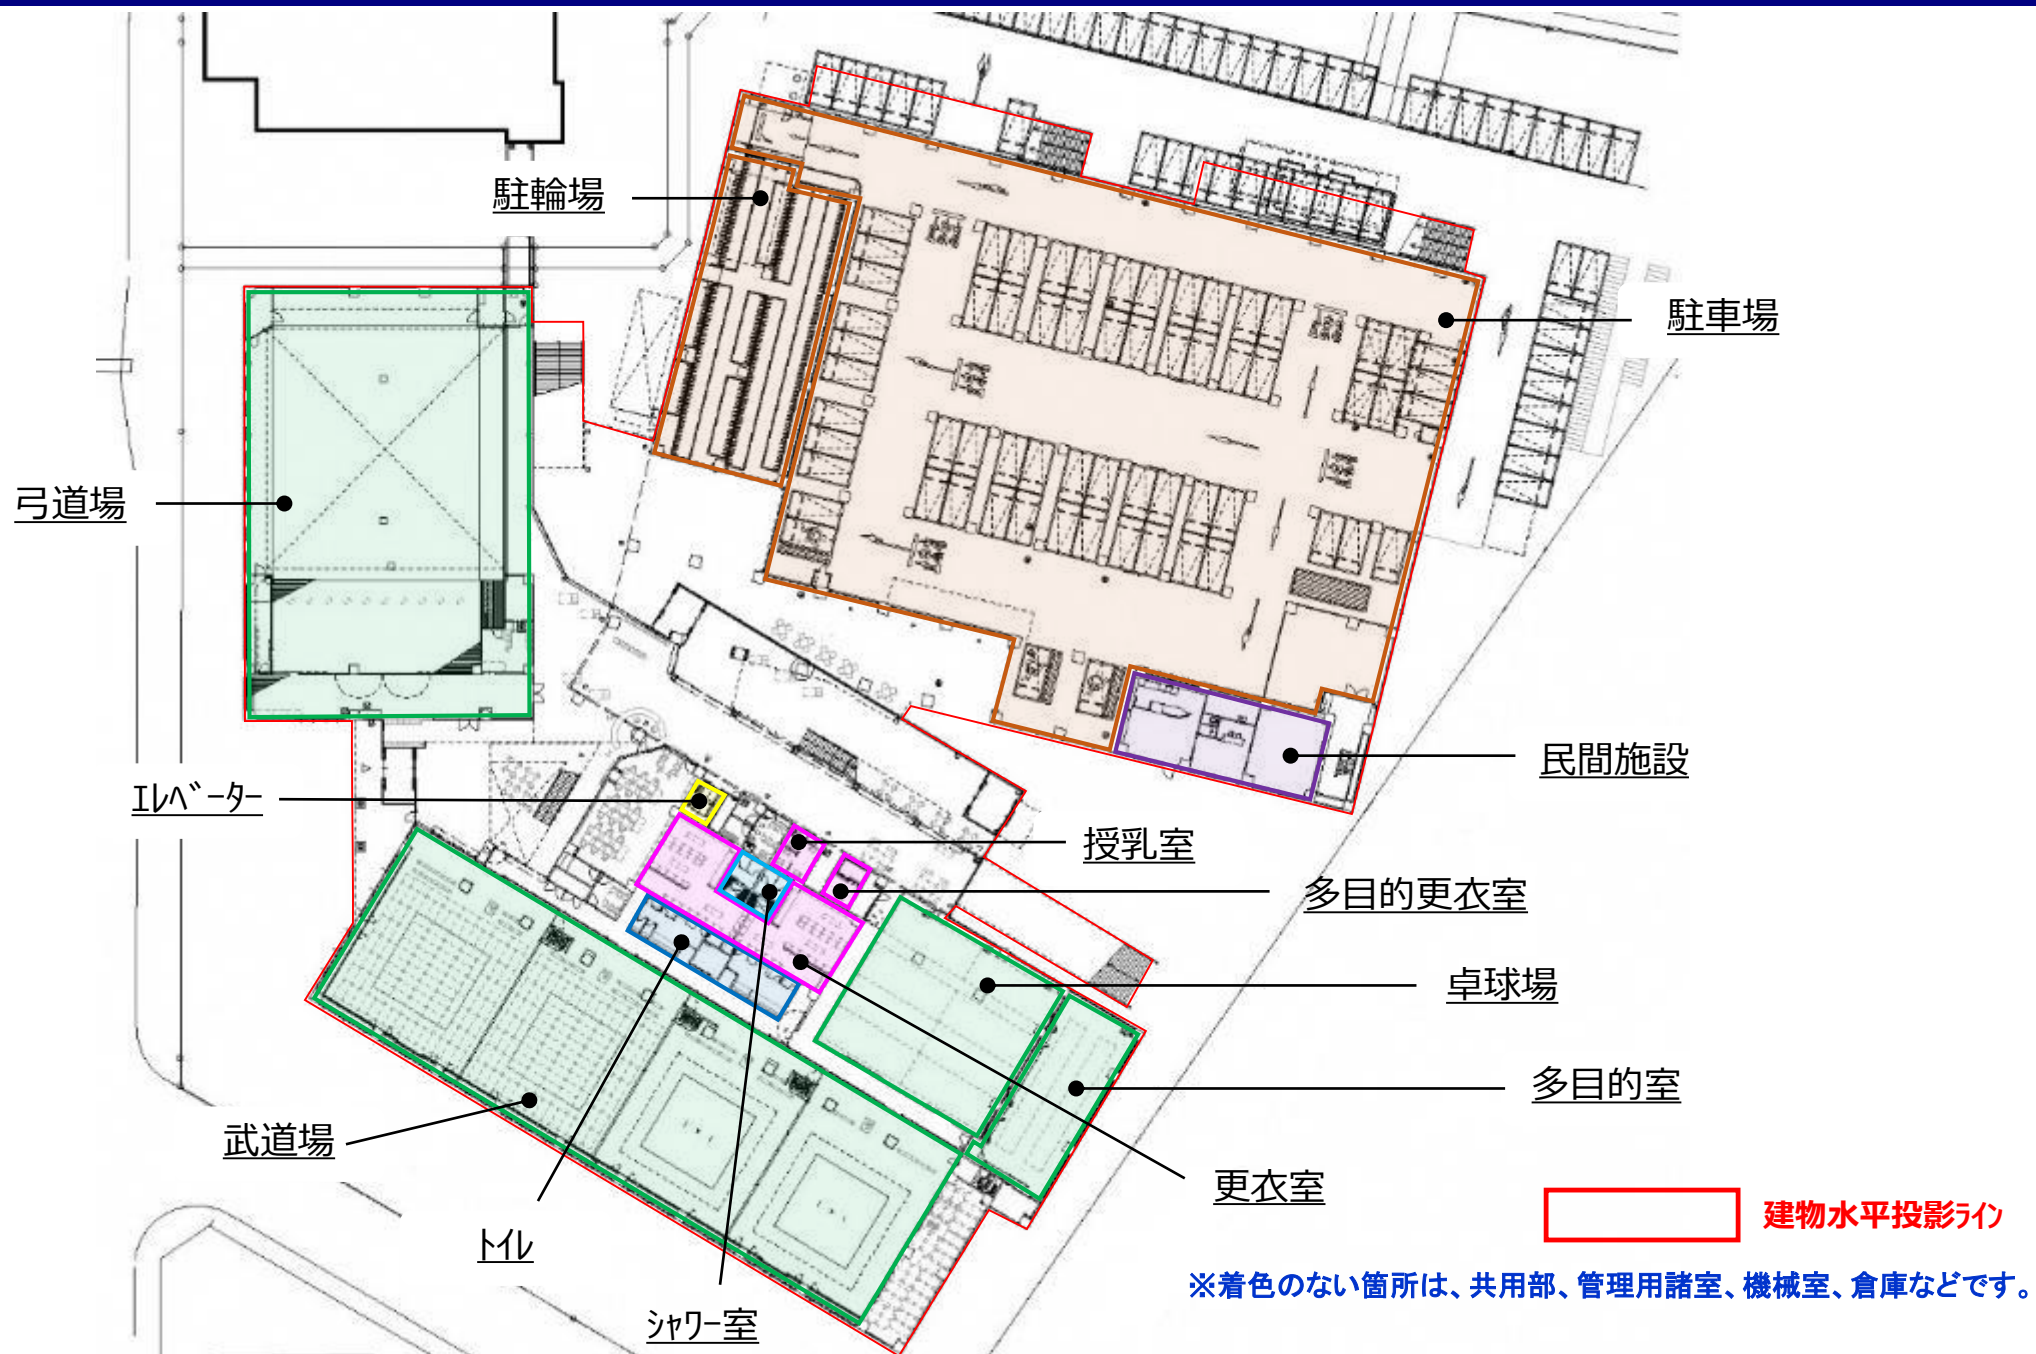 駐輪場
駐車場
弓道場
民間施設
ｴﾚﾍﾞｰﾀｰ
授乳室
多目的更衣室
卓球場
多目的室
武道場
更衣室
ﾄｲﾚ
ｼｬﾜｰ室
建物水平投影ﾗｲﾝ
※着色のない箇所は、共用部、管理用諸室、機械室、倉庫などです。